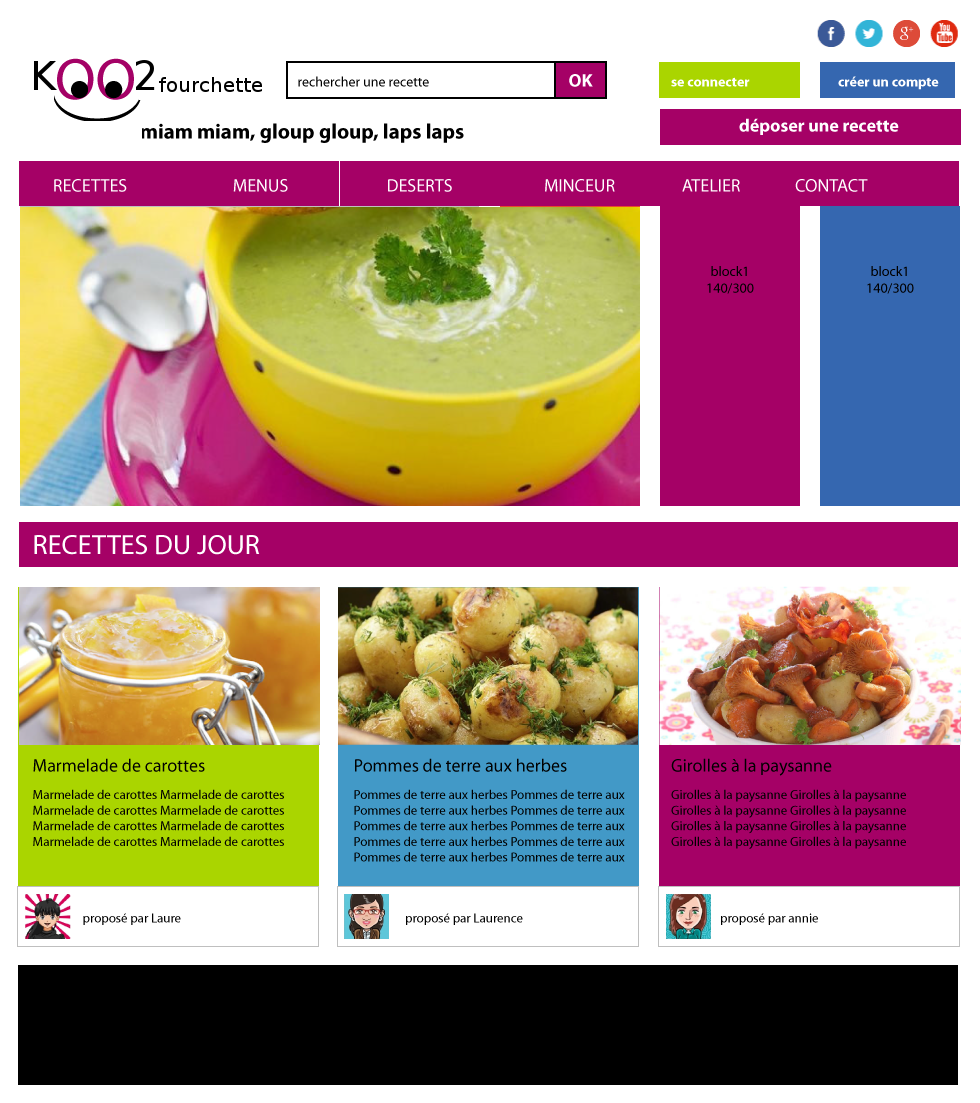 f
g+
You
Tube
KOO2 fourchette
rechercher une recette
OK
se connecter
créer un compte
miam miam, gloup gloup, laps laps
déposer une recette
RECETTES
MENUS
DESERTS
MINCEUR
ATELIER
CONTACT
block1
140/300
block1
140/300
RECETTES DU JOUR
Marmelade de carottes
Marmelade de carottes Marmelade de carottes
Marmelade de carottes Marmelade de carottes
Marmelade de carottes Marmelade de carottes
Marmelade de carottes Marmelade de carottes
Pommes de terre aux herbes
Pommes de terre aux herbes Pommes de terre aux
Pommes de terre aux herbes Pommes de terre aux
Pommes de terre aux herbes Pommes de terre aux
Pommes de terre aux herbes Pommes de terre aux
Pommes de terre aux herbes Pommes de terre aux
Girolles à la paysanne
Girolles à la paysanne Girolles à la paysanne
Girolles à la paysanne Girolles à la paysanne
Girolles à la paysanne Girolles à la paysanne
Girolles à la paysanne Girolles à la paysanne
proposé par Laure
proposé par Laurence
proposé par annie